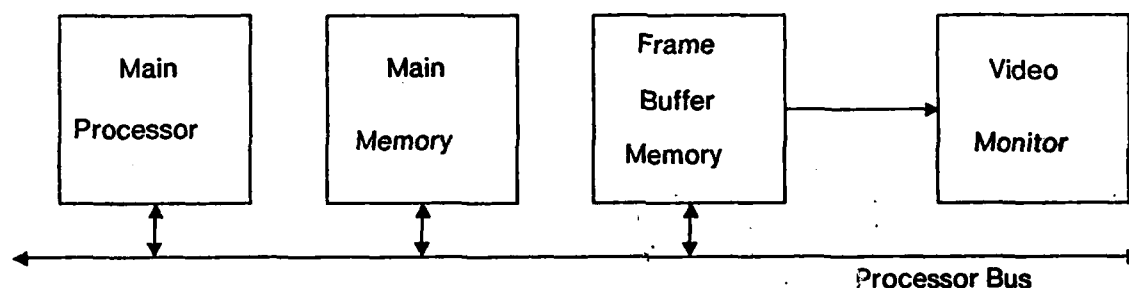 Main
Processor
Main
Memory
Frame
Buffer
Memory
Video
Monitor
Processor Bus